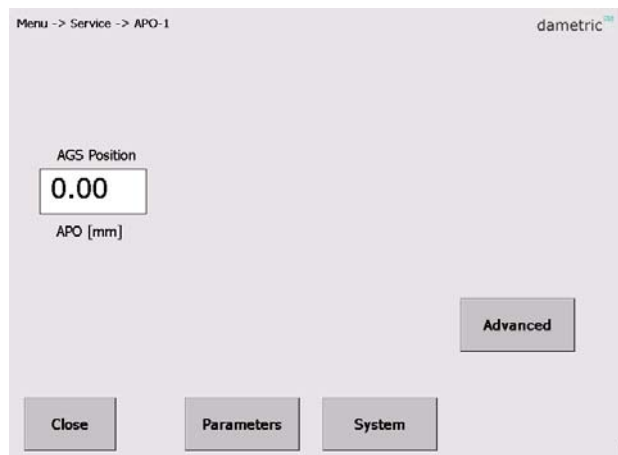 Menu -> Service -> APO-1
dametric
AGS Position
0.00
APO [mm]
Advanced
Close
Parameters
System